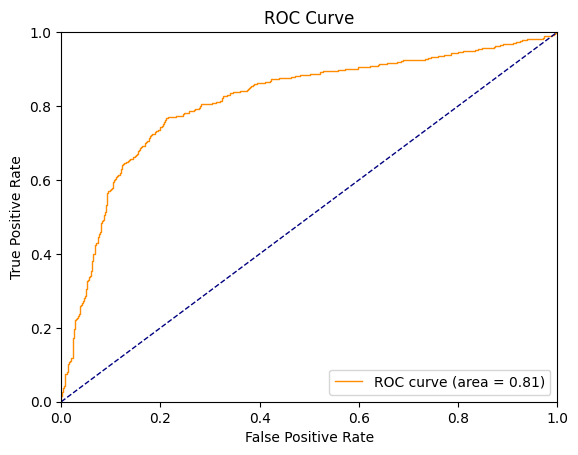 ROC Curve
1.0
0.8
0.6
0.4
0.2
0.0
True Positive Rate
0.0 0.2 0.4 0.6 0.8 1.0
False Positive Rate
ROC curve (area = 0.81)